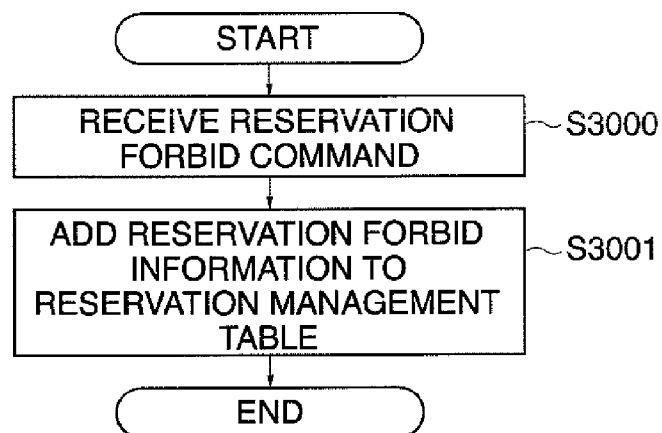 START
RECEIVE RESERVATION
FORBID COMMAND
S3000
ADD RESERVATION FORBID
INFORMATION TO
RESERVATION MANAGEMENT
TABLE
S3001
END